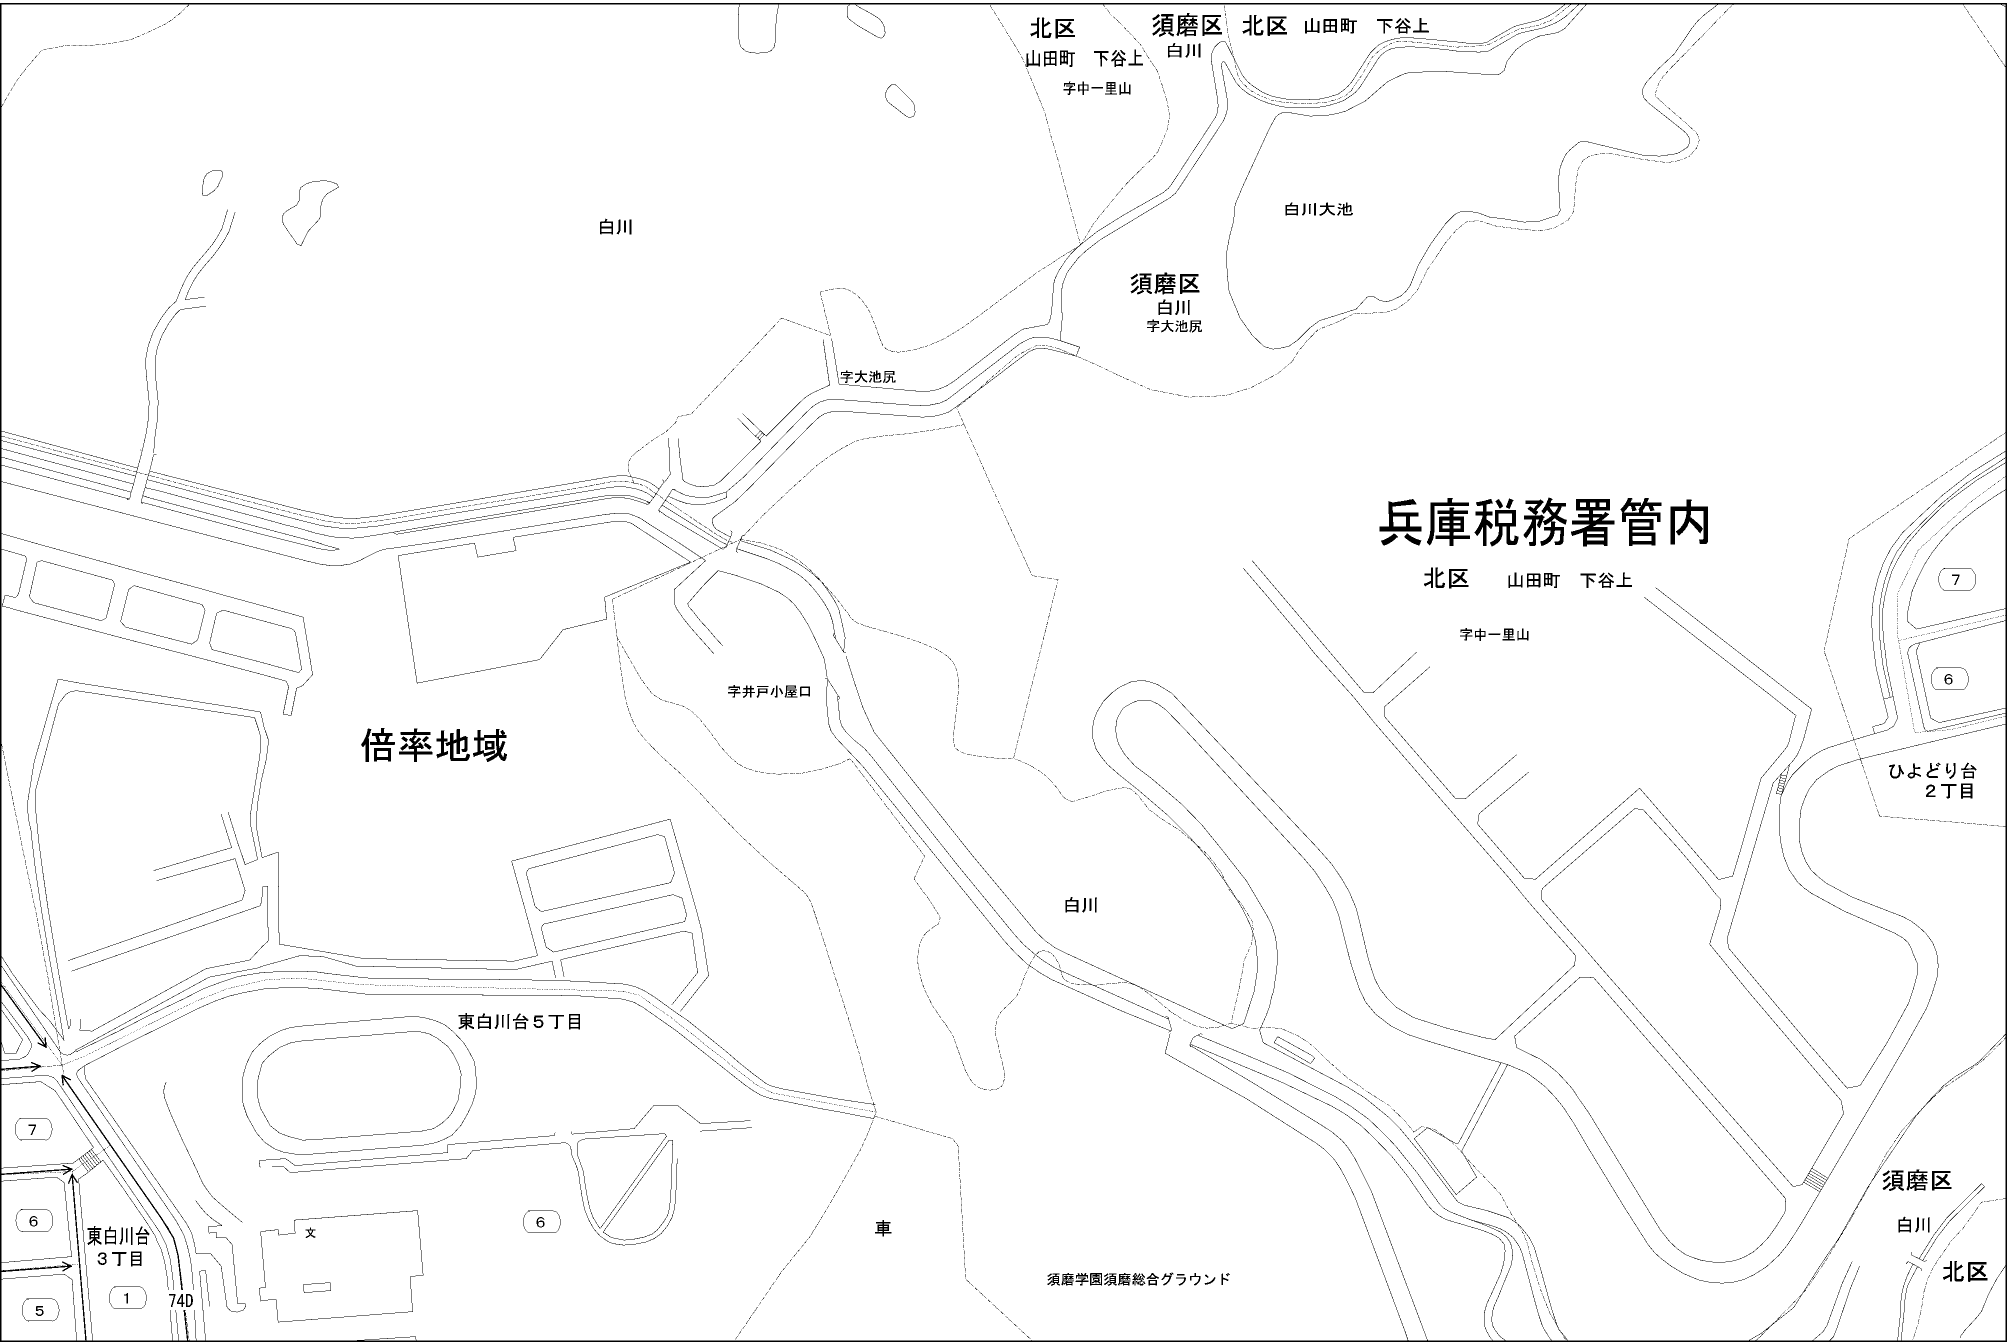 北区
山田町　下谷上
字中一里山
須磨区
白川
北区　山田町　下谷上
白川
白川大池
須磨区
白川
字大池尻
字大池尻
兵庫税務署管内
北区　山田町　下谷上
字中一里山
7
6
字井戸小屋口
倍率地域
ひよどり台
２丁目
白川
東白川台５丁目
7
6
東白川台
３丁目
5
1
74D
文
6
車
須磨学園須磨総合グラウンド
須磨区
白川
北区